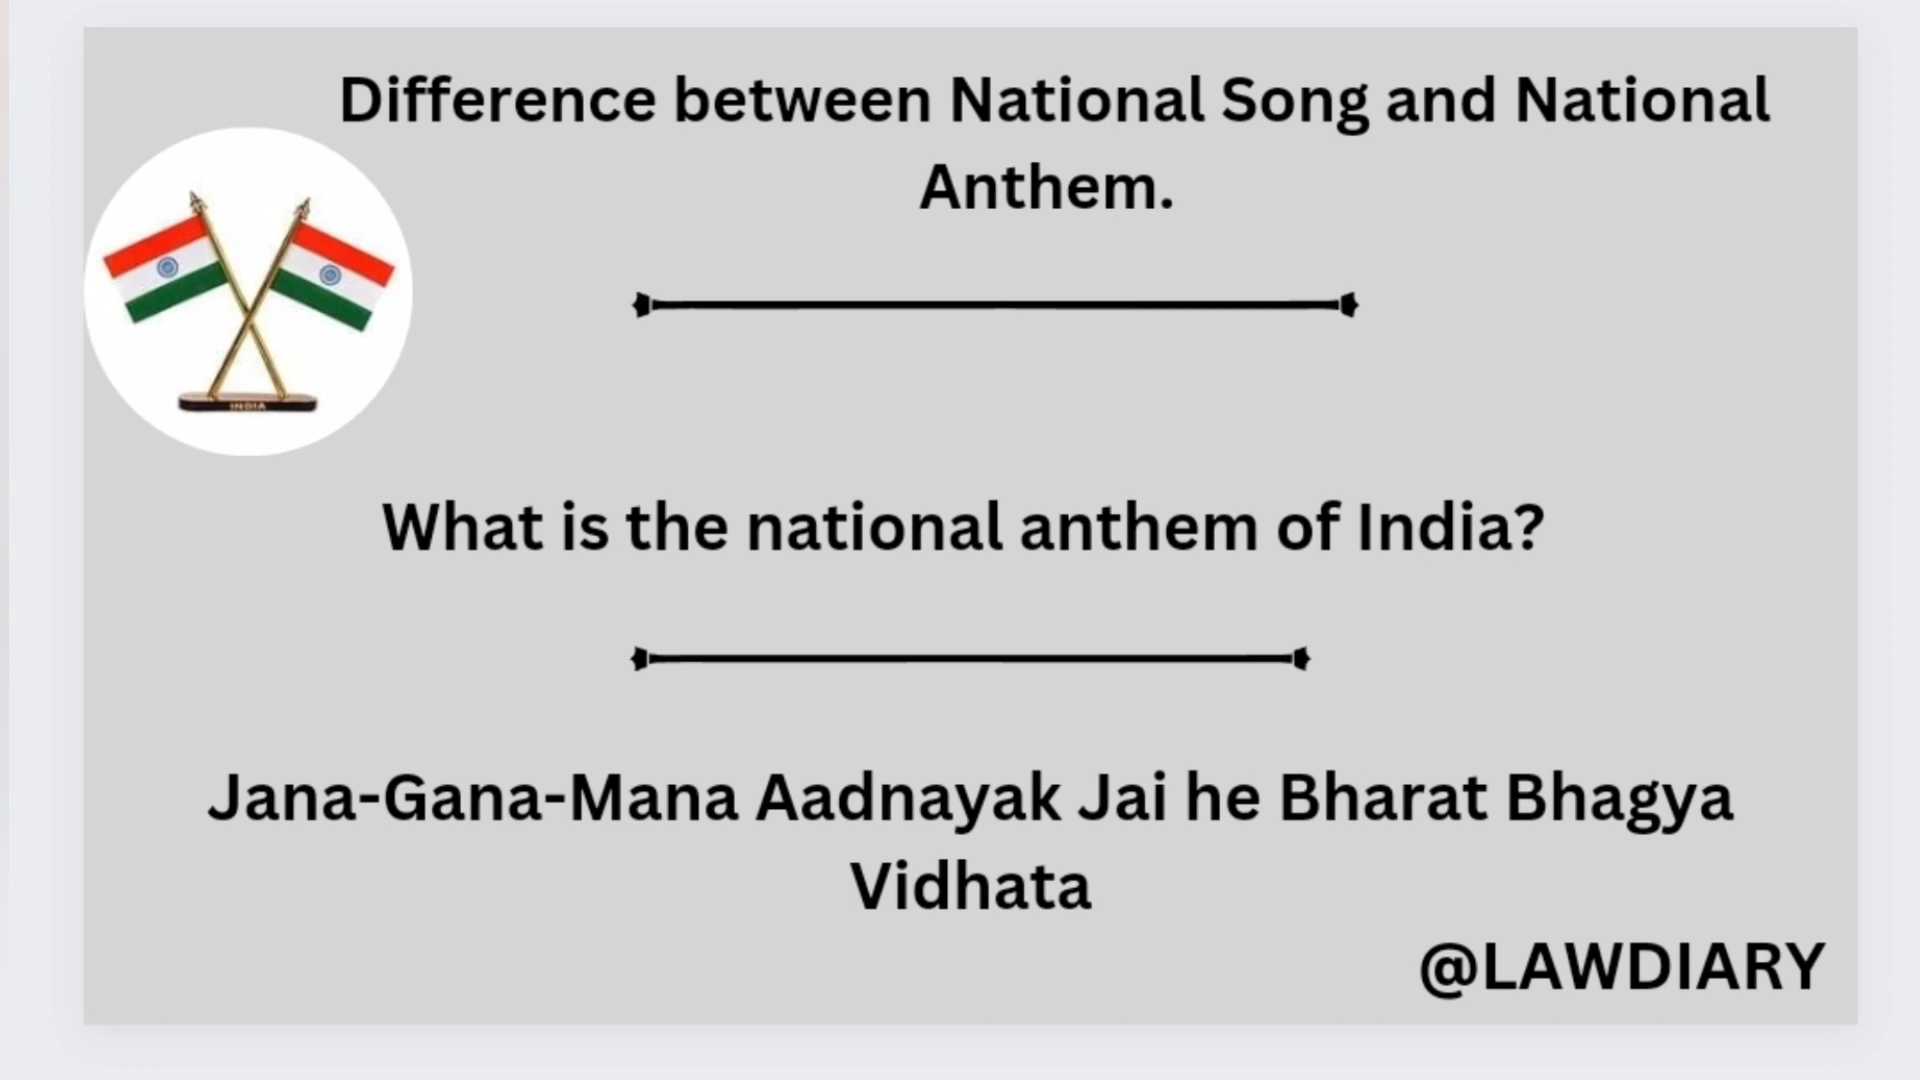 Difference between National Song and National
Anthem.
INDIA
What is the national anthem of India?
Jana-Gana-Mana Aadnayak Jai he Bharat Bhagya
Vidhata
@LAWDIARY